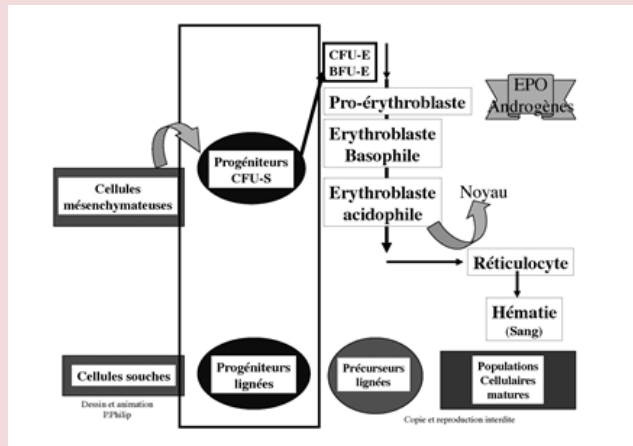 CFU-E
BFU-E
EPO
Androgènes
Pro-érythroblaste
Erythroblaste
Basophile
Progéniteurs
CFU-S
Cellules
mésenchymateuses
Erythroblaste
acidophile
Noyau
Réticulocyte
Hématie
(Sang)
Cellules souches
Progéniteurs
lignées
Précurseurs
lignées
Populations
Cellulaires
matures
Dessin et animation
P.Philip
Copie et reproduction interdite